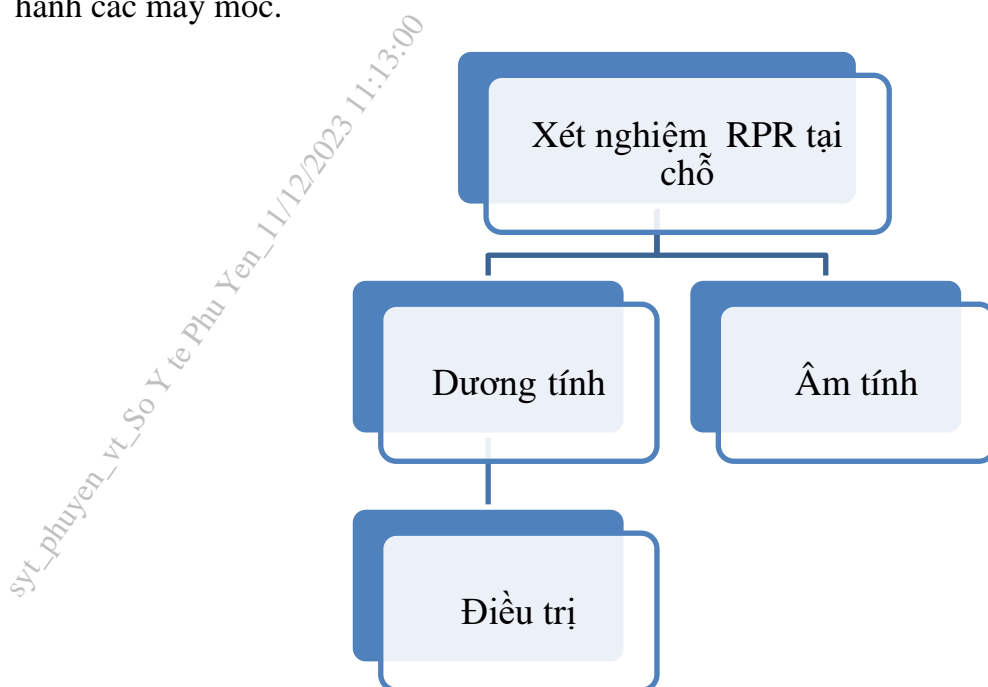 hành các máy móc.
syt_phuyen_vt_So Y te Phu Yen_11/12/2023 11:13:00
Xét nghiệm RPR tại
chỗ
Dương tính
Âm tính
Điều trị